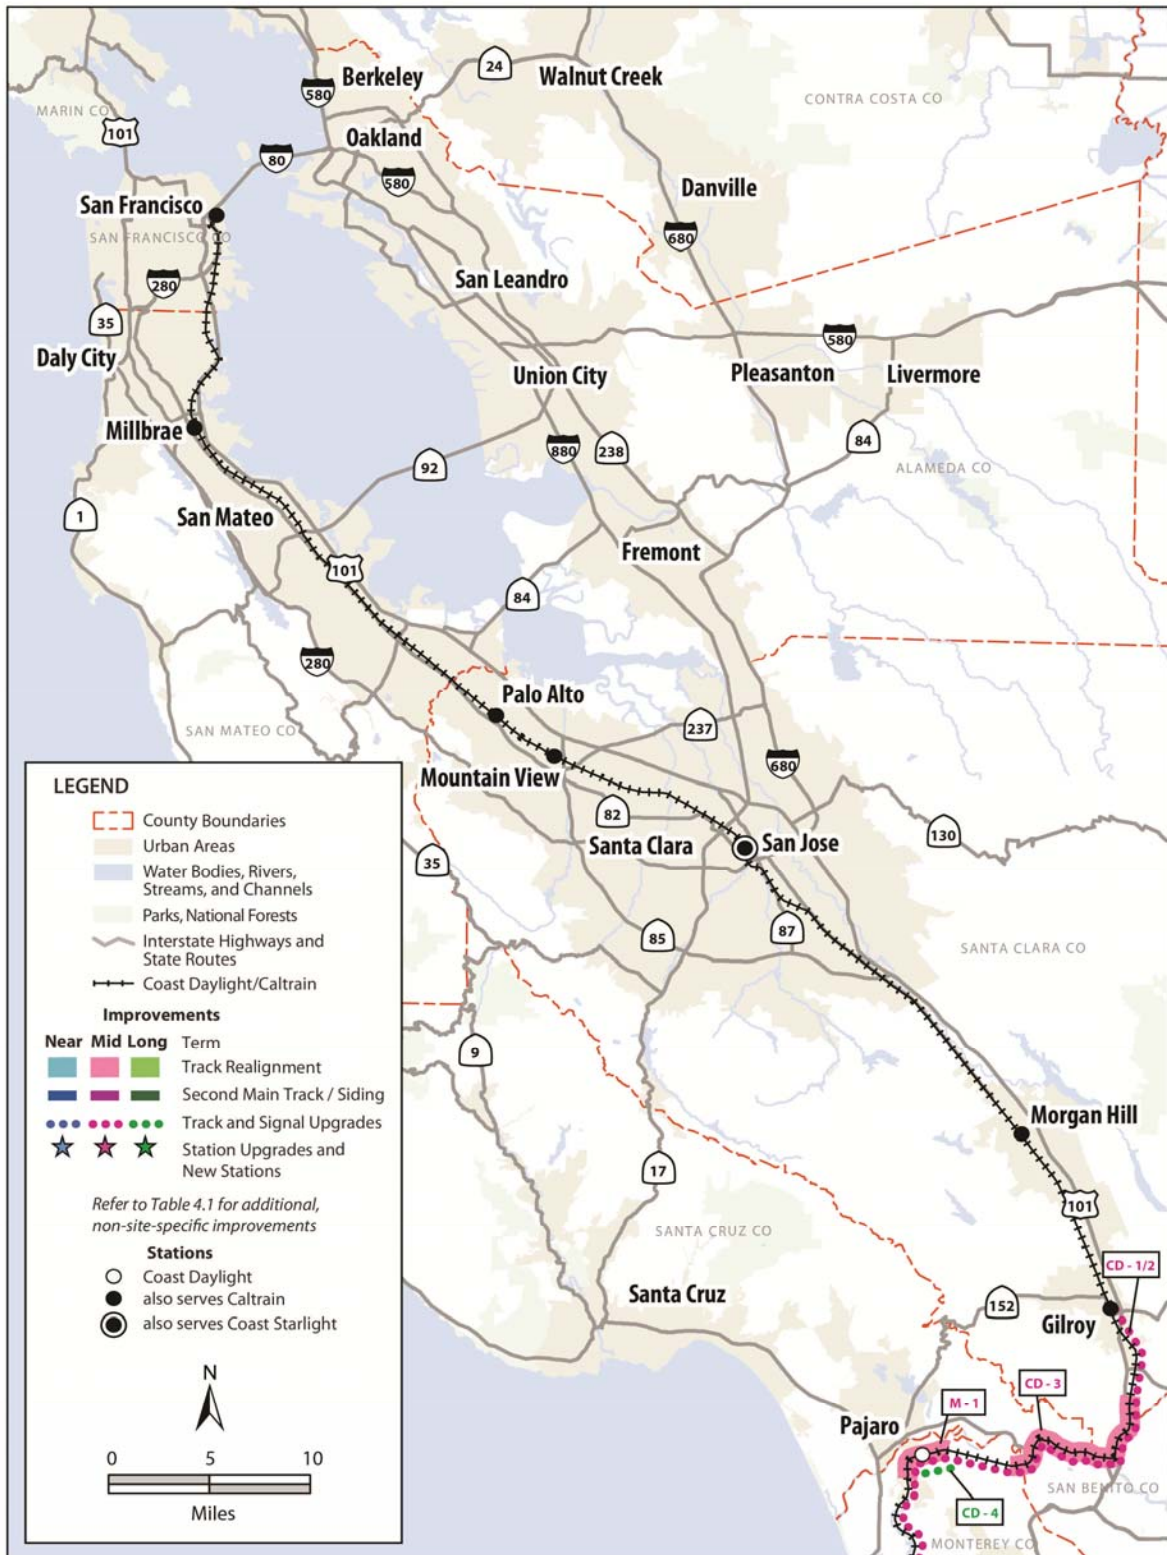 Berkeley
24
Walnut Creek
580
MARIN CO
CONTRA COSTA CO
101
Oakland
80
580
Danville
San Francisco
SAN FRANCISCO CO
680
280
San Leandro
35
580
Daly City
Union City
Pleasanton
Livermore
Millbrae
880
238
84
92
ALAMEDA CO
1
San Mateo
Fremont
101
84
280
Palo Alto
SAN MATEO CO
237
Mountain View
680
82
130
Santa Clara
San Jose
35
87
85
SANTA CLARA CO
9
Morgan Hill
17
101
SANTA CRUZ CO
CD - 1/2
Santa Cruz
152
Gilroy
CD - 3
M - 1
Pajaro
SAN BENITO CO
CD - 4
MONTEREY CO
LEGEND
County Boundaries
Urban Areas
Water Bodies, Rivers,
Streams, and Channels
Parks, National Forests
Interstate Highways and
State Routes
Coast Daylight/Caltrain
Improvements
Near Mid Long Term
Track Realignment
Second Main Track / Siding
Track and Signal Upgrades
Station Upgrades and
New Stations
Refer to Table 4.1 for additional,
non-site-specific improvements
Stations
Coast Daylight
also serves Caltrain
also serves Coast Starlight
N
0 5 10
Miles